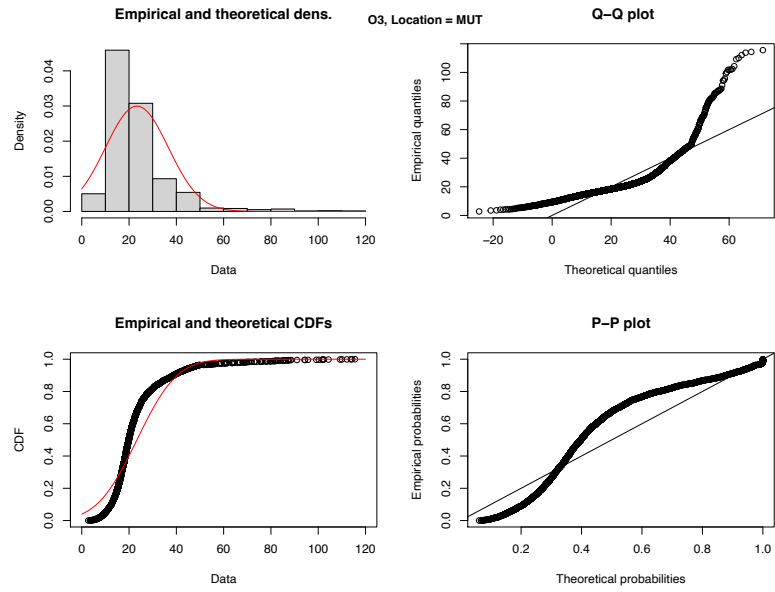 O3, Location = MUT
Empirical and theoretical dens.
Density
0.00 0.01 0.02 0.03 0.04
0 20 40 60 80 100 120
Data
Q−Q plot
Empirical quantiles
0 20 40 60 80 100
−20 0 20 40 60
Theoretical quantiles
Empirical and theoretical CDFs
CDF
0.0 0.2 0.4 0.6 0.8 1.0
0 20 40 60 80 100 120
Data
P−P plot
Empirical probabilities
0.0 0.2 0.4 0.6 0.8 1.0
0.2 0.4 0.6 0.8 1.0
Theoretical probabilities